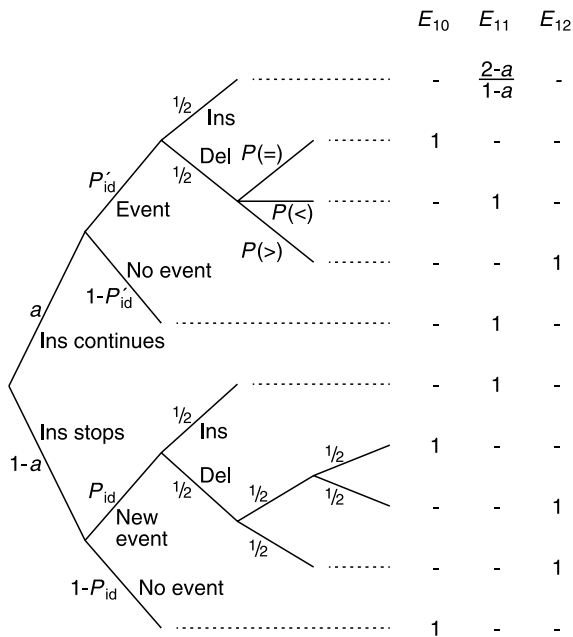 E10 E11 E12
1/2 Ins - 2-a/1-a -
Del P(=) 1 - -
P′id 1/2
Event P(<) - 1 -
P(>) - - 1
No event
1-P′id
a
Ins continues - 1 -
- 1 -
1/2
Ins stops Ins
1-a 1/2 1 - -
Pid Del
1/2 1/2 1/2
New - - 1
event 1/2
- - 1
1-Pid No event
1 - -